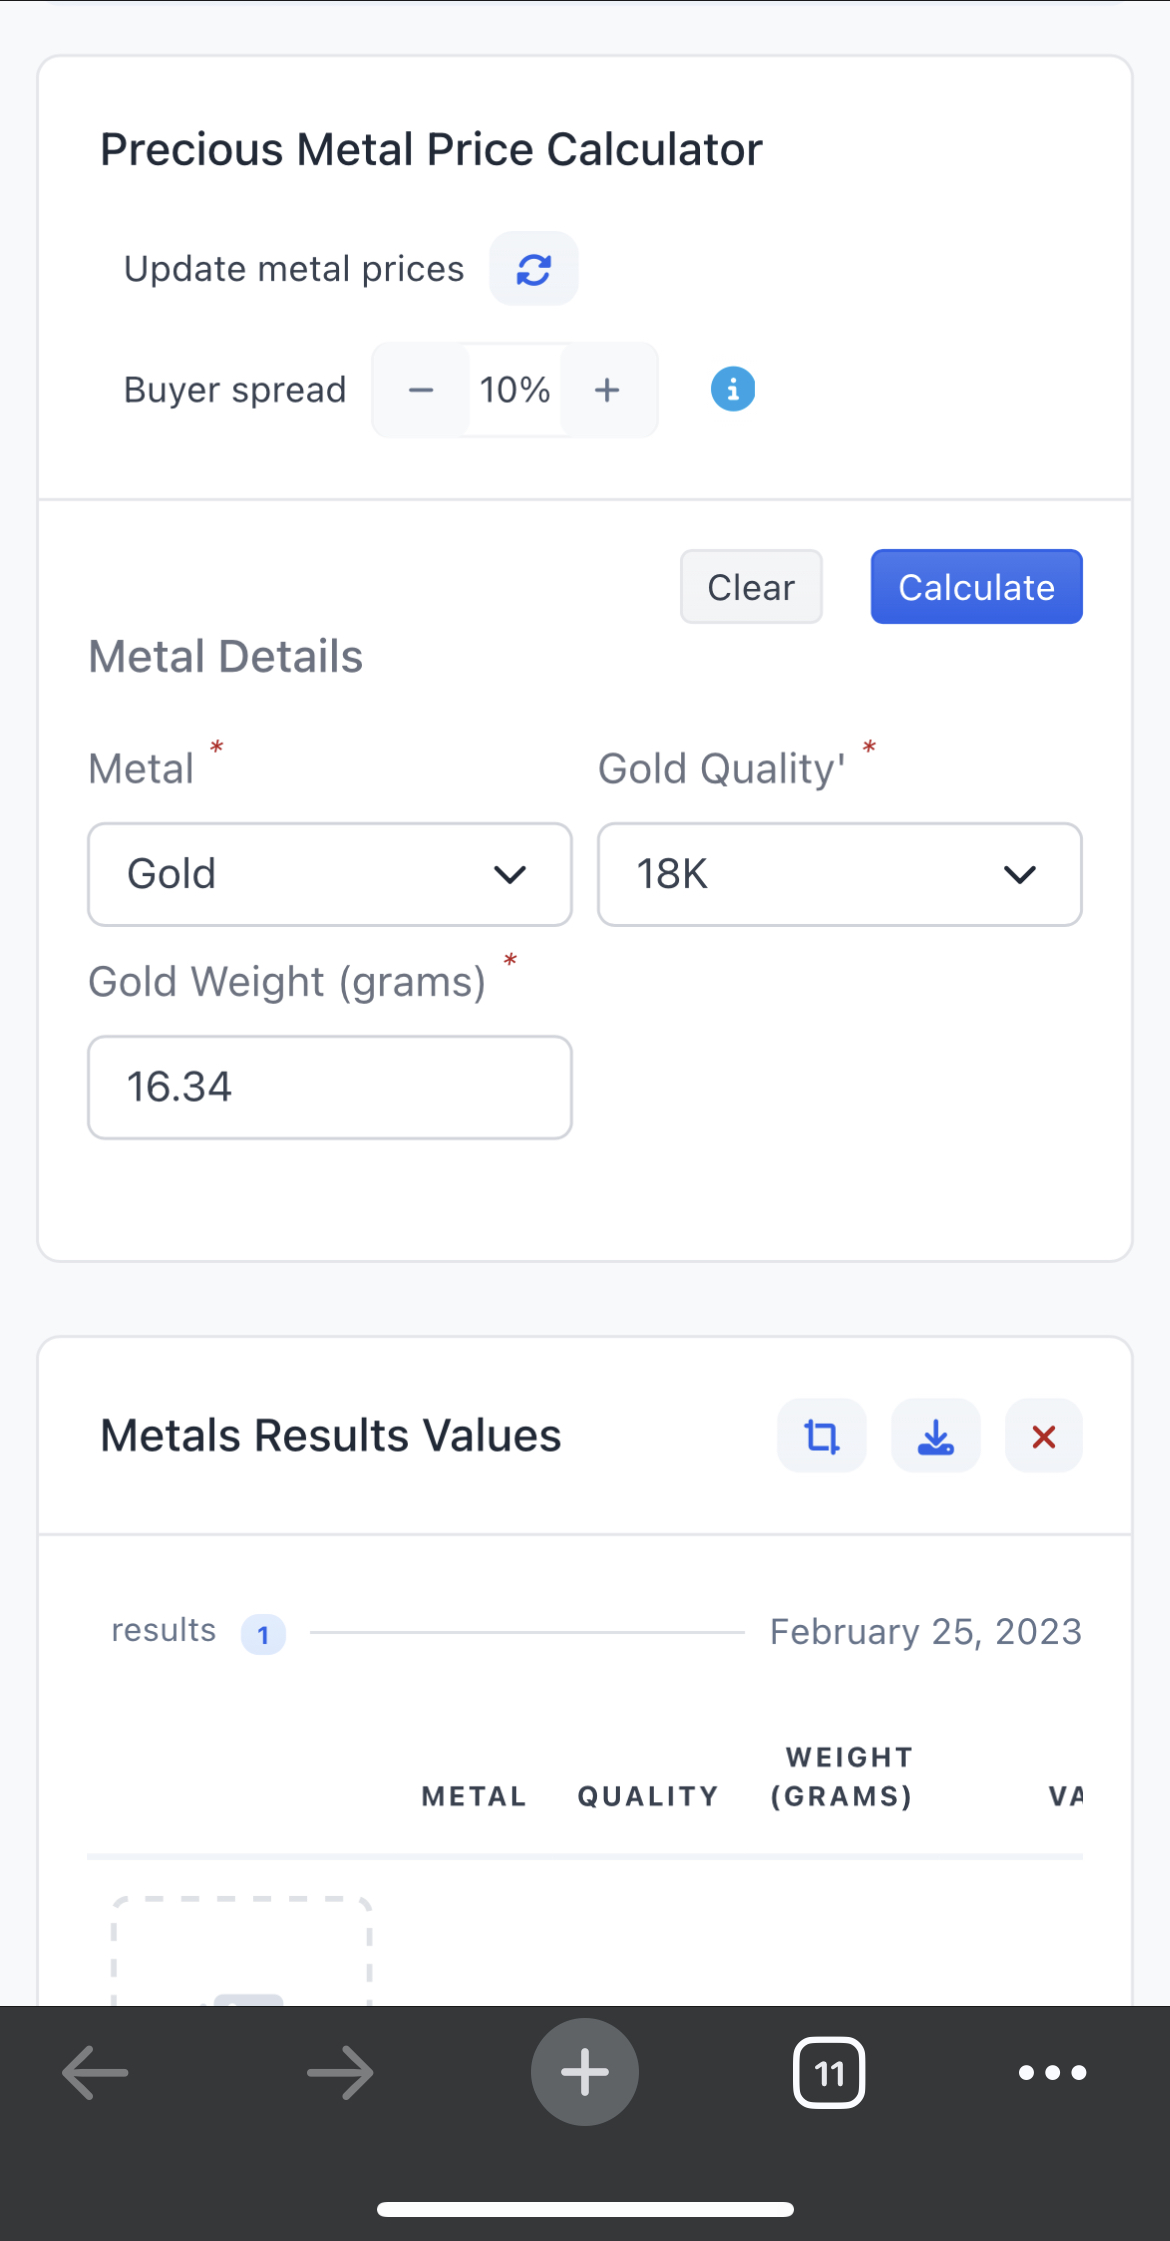 Precious Metal Price Calculator
Update metal prices
Buyer spread − 10% +
Clear Calculate
Metal Details
Metal * Gold Quality' *
Gold 18K
Gold Weight (grams) *
16.34
Metals Results Values
results 1 February 25, 2023
WEIGHT
METAL QUALITY (GRAMS) VA
11